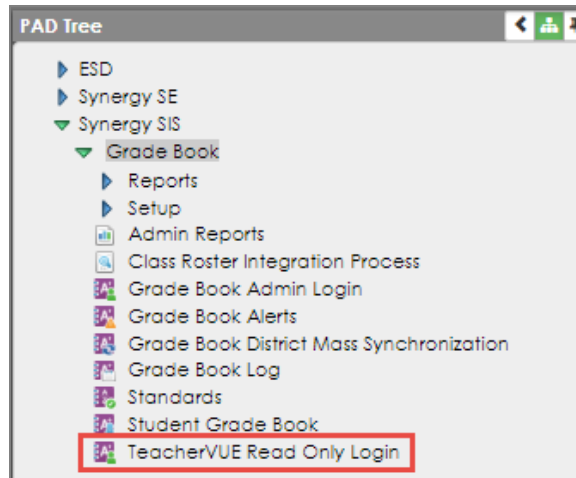 PAD Tree
ESD
Synergy SE
Synergy SIS
Grade Book
Reports
Setup
Admin Reports
Class Roster Integration Process
Grade Book Admin Login
Grade Book Alerts
Grade Book District Mass Synchronization
Grade Book Log
Standards
Student Grade Book
TeacherVUE Read Only Login